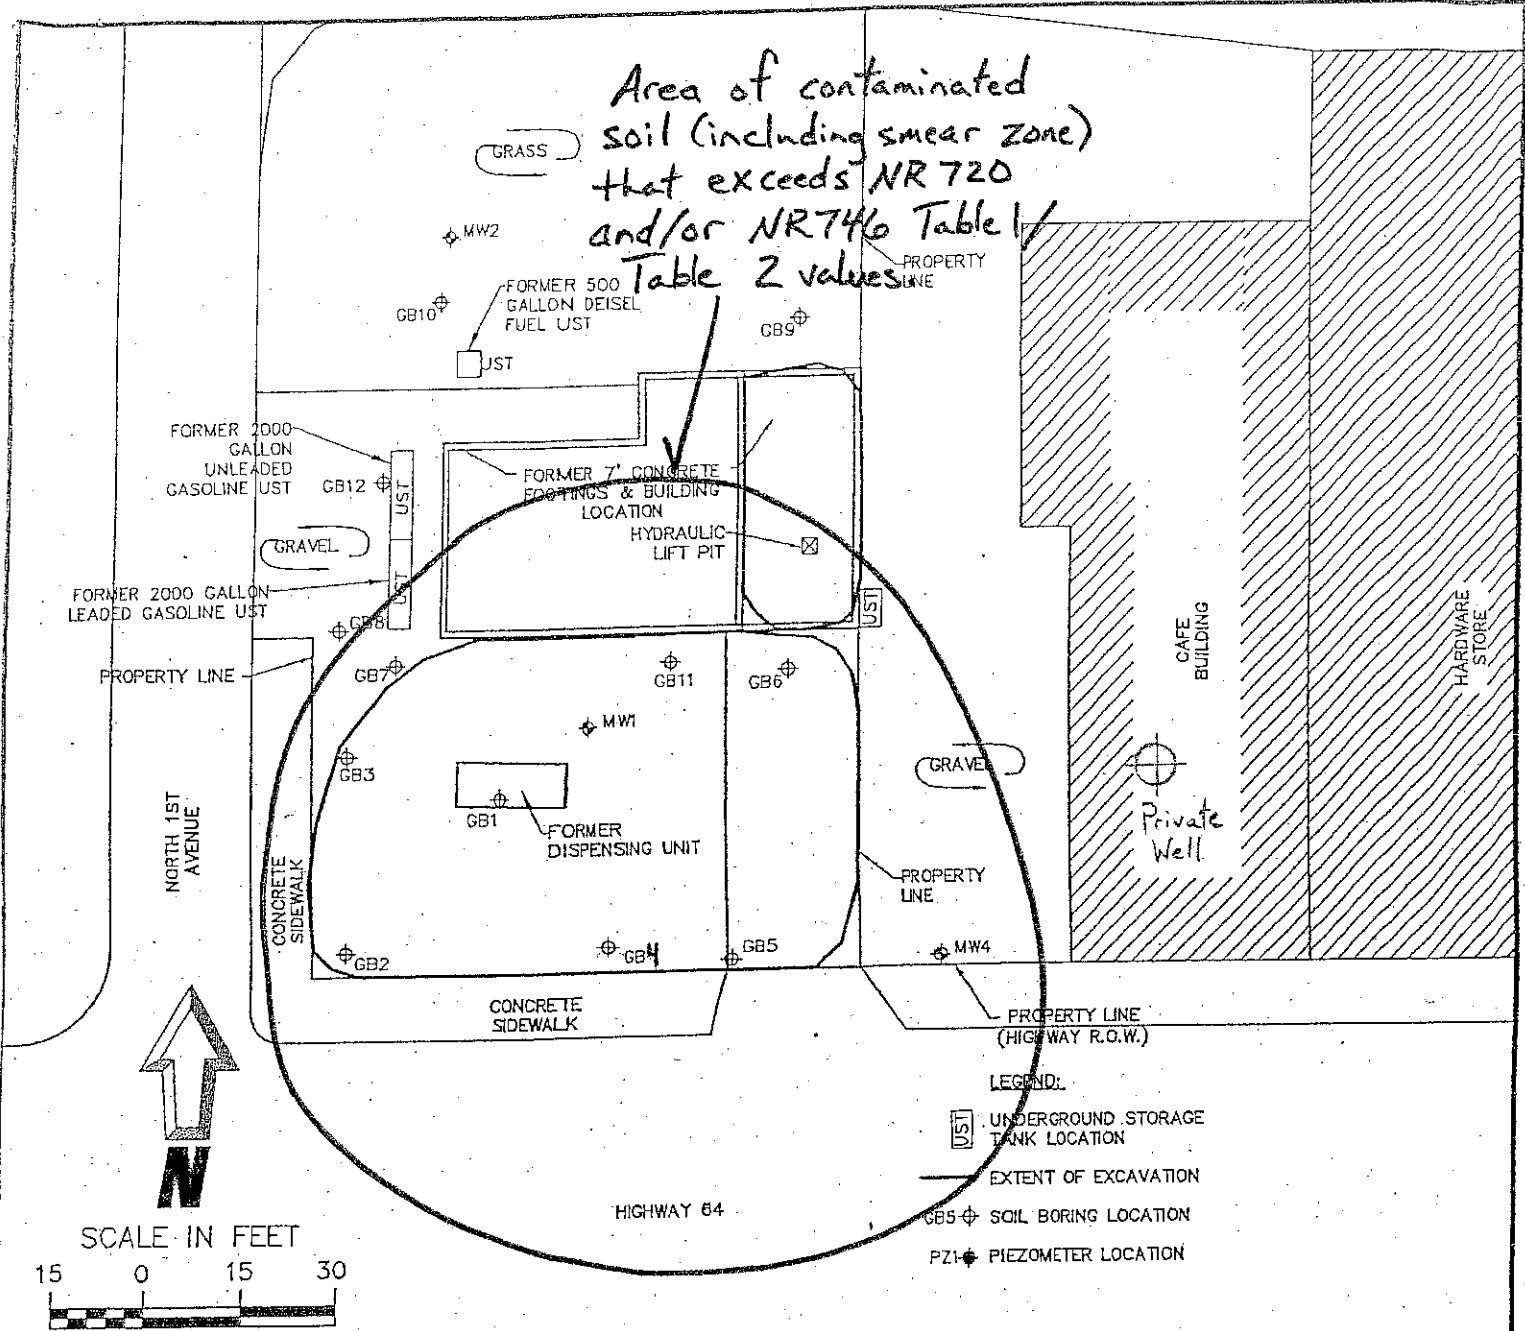 Area of contaminated
soil (including smear zone)
that exceeds NR 720
and/or NR746 Table 1/
Table 2 values
GRASS
MW2
PROPERTY
LINE
FORMER 500
GALLON DEISEL
FUEL UST
GB10
GB9
UST
FORMER 2000
GALLON
UNLEADED
GASOLINE UST
GB12
UST
FORMER 7' CONCRETE
FOOTINGS & BUILDING
LOCATION
HYDRAULIC
LIFT PIT
GRAVEL
FORMER 2000 GALLON
LEADED GASOLINE UST
UST
UST
GB8
PROPERTY LINE
GB7
GB11
GB6
CAFE
BUILDING
HARDWARE
STORE
MW1
GB3
GRAVEL
GB1
FORMER
DISPENSING UNIT
Private
Well
NORTH 1ST
AVENUE
CONCRETE
SIDEWALK
PROPERTY
LINE
GB2
GB4
GB5
MW4
CONCRETE
SIDEWALK
PROPERTY LINE
(HIGHWAY R.O.W.)
LEGEND:
UST
UNDERGROUND STORAGE
TANK LOCATION
EXTENT OF EXCAVATION
GB5 SOIL BORING LOCATION
PZ1 PIEZOMETER LOCATION
HIGHWAY 64
N
SCALE IN FEET
15 0 15 30